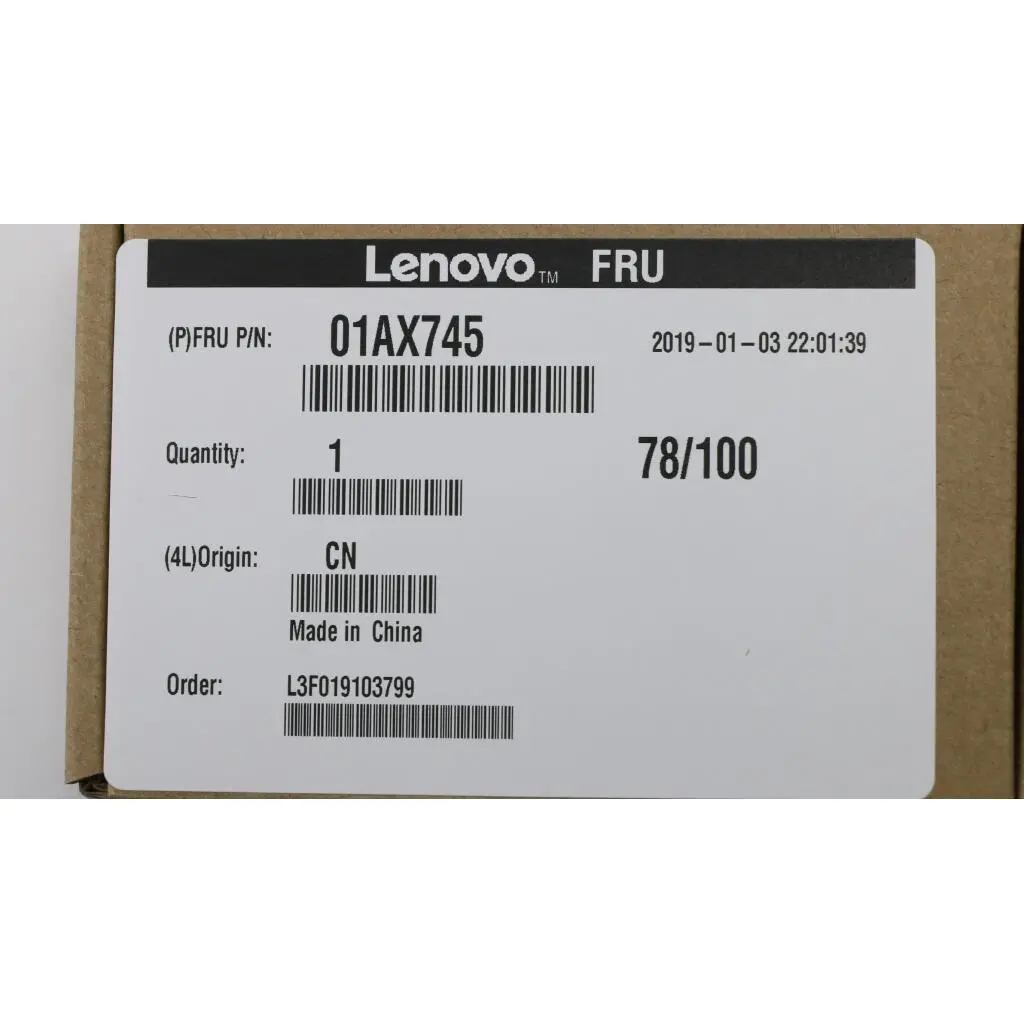 Lenovo™ FRU
(P)FRU P/N: 01AX745 2019-01-03 22:01:39
Quantity: 1 78/100
(4L)Origin: CN
Made in China
Order: L3F019103799